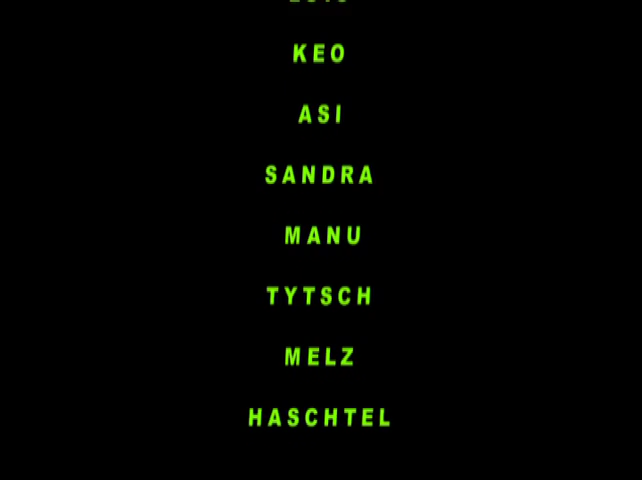 KEO
ASI
SANDRA
MANU
TYTSCH
MELZ
HASCHTEL